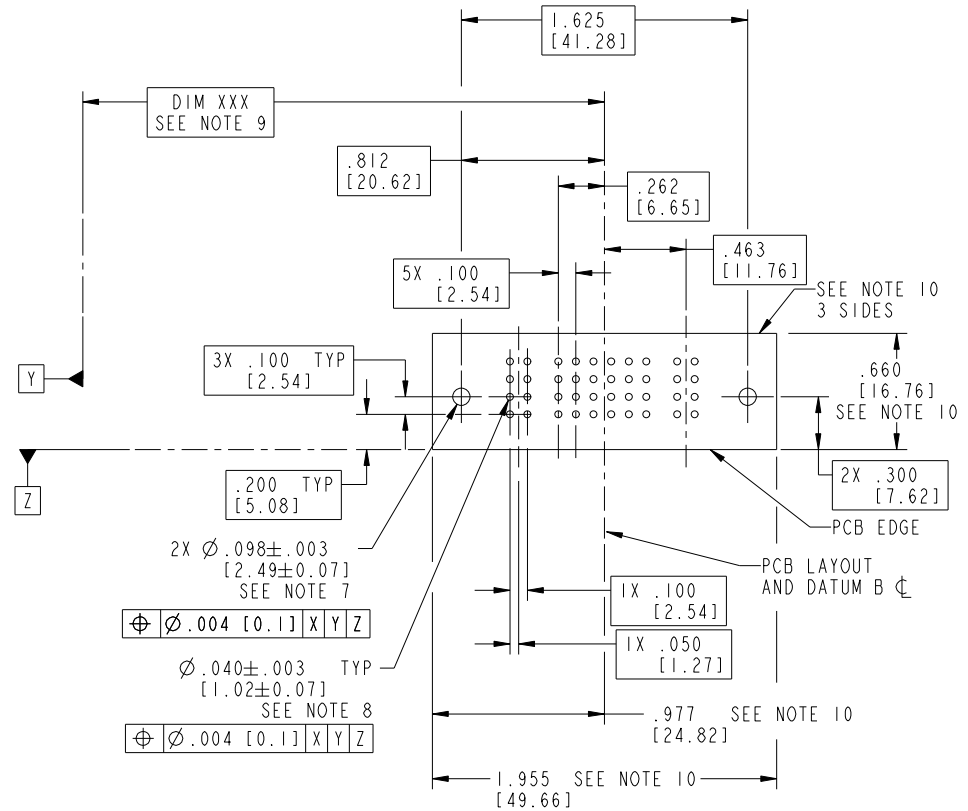 1.625
[41.28]
DIM XXX
SEE NOTE 9
.812
[20.62]
.262
[6.65]
.463
[11.76]
5X .100
[2.54]
SEE NOTE 10
3 SIDES
3X .100 TYP
[2.54]
Y
.660
[16.76]
SEE NOTE 10
Z
.200 TYP
[5.08]
2X .300
[7.62]
PCB EDGE
2X Ø.098±.003
[2.49±0.07]
SEE NOTE 7
⌖ Ø.004 [0.1] X Y Z
PCB LAYOUT
AND DATUM B ℄
1X .100
[2.54]
1X .050
[1.27]
Ø.040±.003 TYP
[1.02±0.07]
SEE NOTE 8
⌖ Ø.004 [0.1] X Y Z
.977 SEE NOTE 10
[24.82]
1.955 SEE NOTE 10
[49.66]